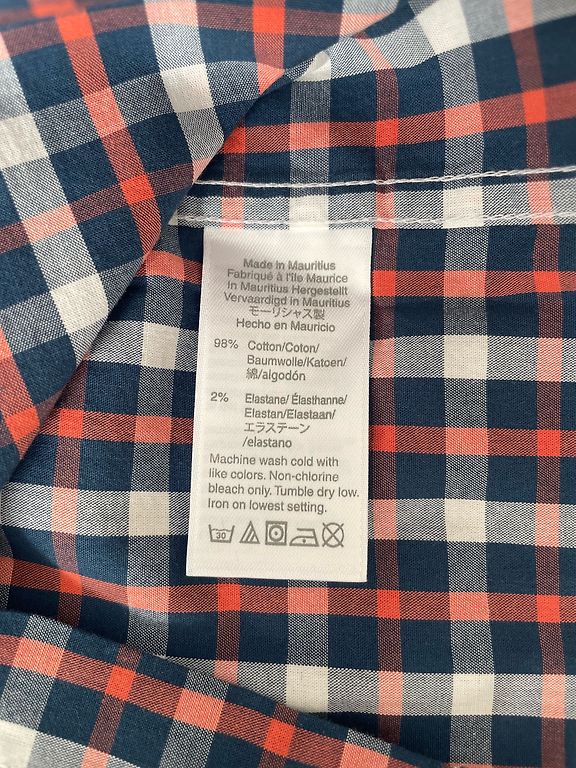 Made in Mauritius
Fabriqué à l'île Maurice
In Mauritius Hergestellt
Vervaardigd in Mauritius
モーリシャス製
Hecho en Mauricio
98% Cotton/Coton/
Baumwolle/Katoen/
綿/algodón
2% Elastane/ Élasthanne/
Elastan/Elastaan/
エラステーン
/elastano
Machine wash cold with
like colors. Non-chlorine
bleach only. Tumble dry low.
Iron on lowest setting.
30